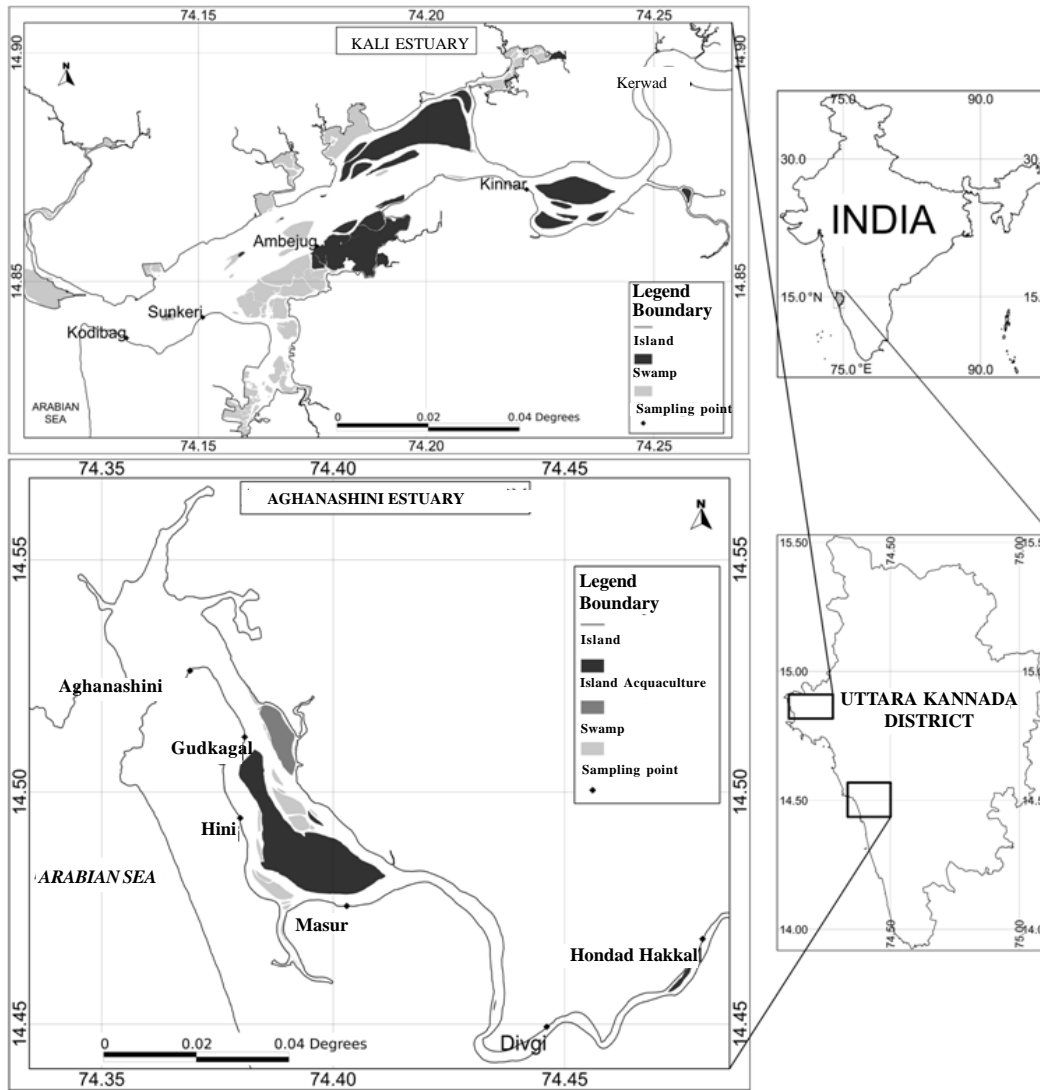 74.15 74.20 74.25
KALI ESTUARY
14.90 14.90
N
Kerwad
Kinnar
Ambejug
14.85 14.85
Sunkeri
Kodibag
Legend
Boundary
Island
Swamp
Sampling point
ARABIAN
SEA
0 0.02 0.04 Degrees
74.15 74.20 74.25
75.0 90.0
30.0 30.
INDIA
15.0 °N 15.
75.0 °E 90.0
74.35 74.40 74.45
AGHANASHINI ESTUARY
N
14.55 14.55
Legend
Boundary
Island
Island Acquaculture
Swamp
Sampling point
Aghanashini
Gudkagal
14.50 14.50
Hini
ARABIAN SEA
Masur
Hondad Hakkal
14.45 14.45
Divgi
0 0.02 0.04 Degrees
74.35 74.40 74.45
15.50 74.50 75.00 15.5
15.00 15.0
UTTARA KANNADA
DISTRICT
14.50 14.5
14.00 74.50 75.00 14.0